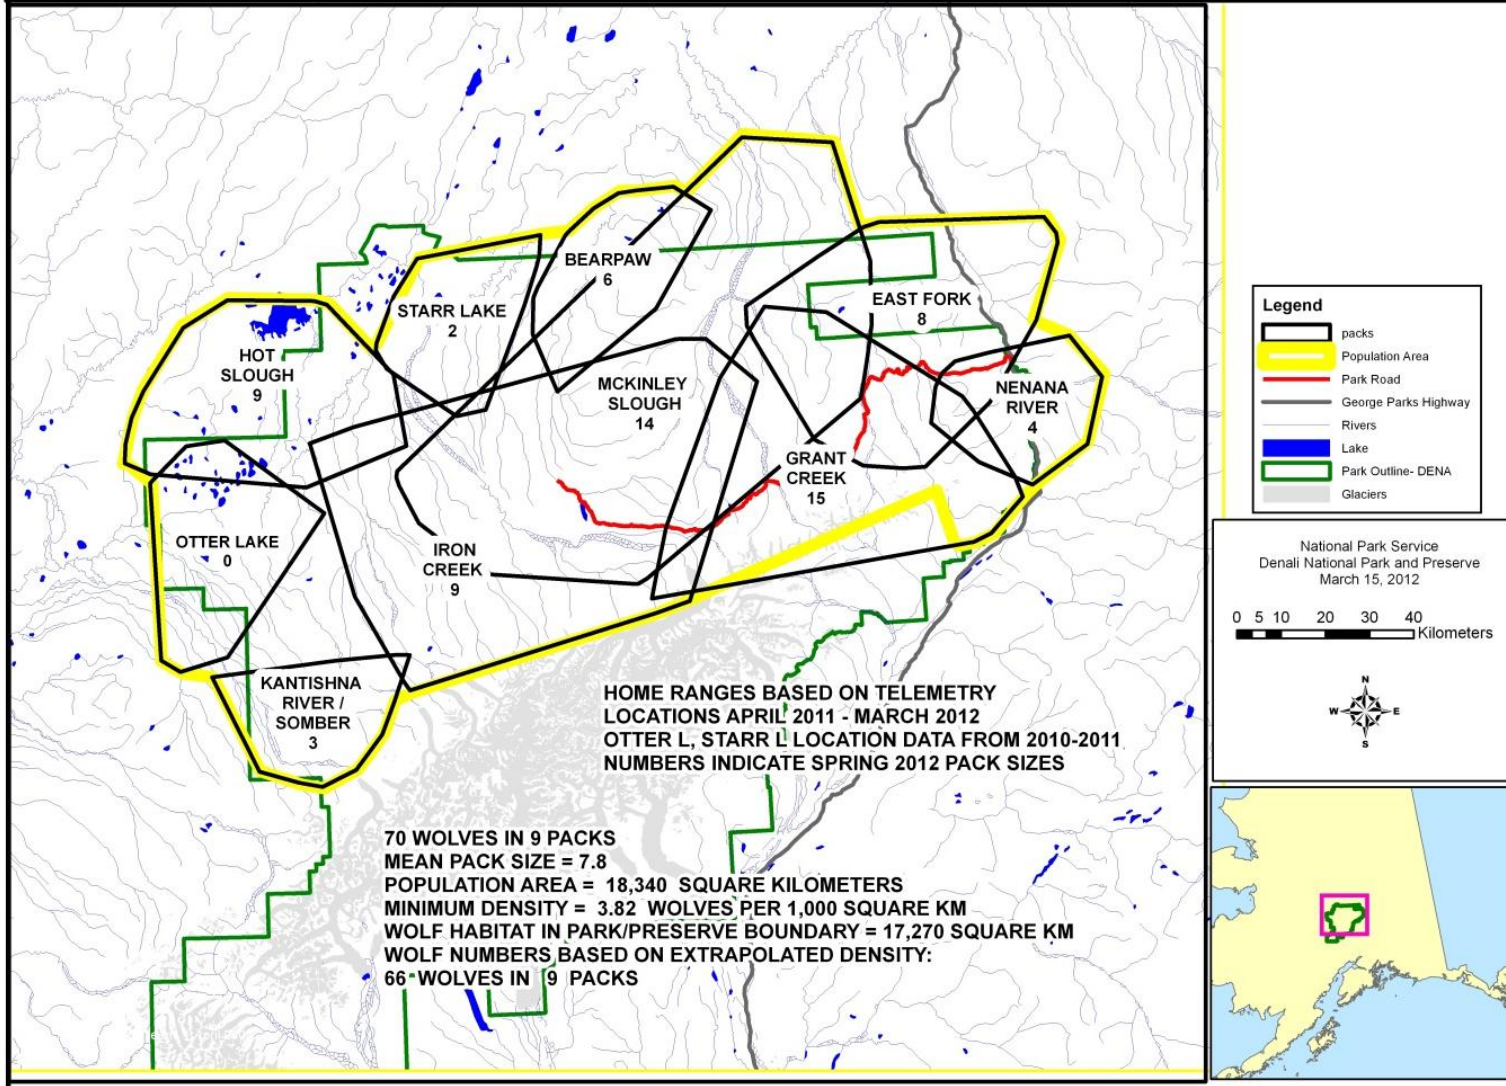 BEARPAW
6
STARR LAKE
2
EAST FORK
8
HOT
SLOUGH
9
MCKINLEY
SLOUGH
14
NENANA
RIVER
4
GRANT
CREEK
15
OTTER LAKE
0
IRON
CREEK
9
KANTISHNA
RIVER /
SOMBER
3
HOME RANGES BASED ON TELEMETRY
LOCATIONS APRIL 2011 - MARCH 2012
OTTER L, STARR L LOCATION DATA FROM 2010-2011
NUMBERS INDICATE SPRING 2012 PACK SIZES
70 WOLVES IN 9 PACKS
MEAN PACK SIZE = 7.8
POPULATION AREA = 18,340 SQUARE KILOMETERS
MINIMUM DENSITY = 3.82 WOLVES PER 1,000 SQUARE KM
WOLF HABITAT IN PARK/PRESERVE BOUNDARY = 17,270 SQUARE KM
WOLF NUMBERS BASED ON EXTRAPOLATED DENSITY:
66 WOLVES IN 9 PACKS
Legend
packs
Population Area
Park Road
George Parks Highway
Rivers
Lake
Park Outline- DENA
Glaciers
National Park Service
Denali National Park and Preserve
March 15, 2012
0 5 10 20 30 40
Kilometers
N
W E
S